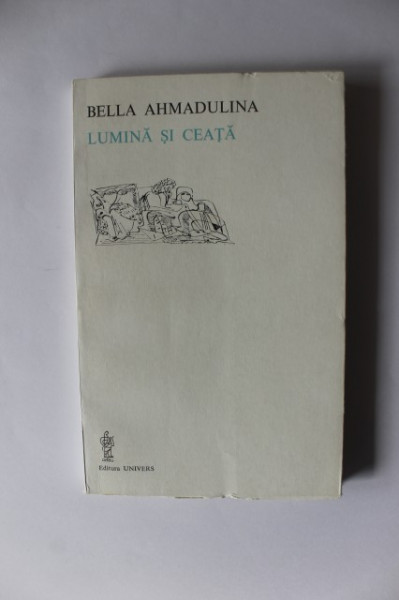 BELLA AHMADULINA
LUMINĂ ȘI CEAȚĂ
Editura UNIVERS